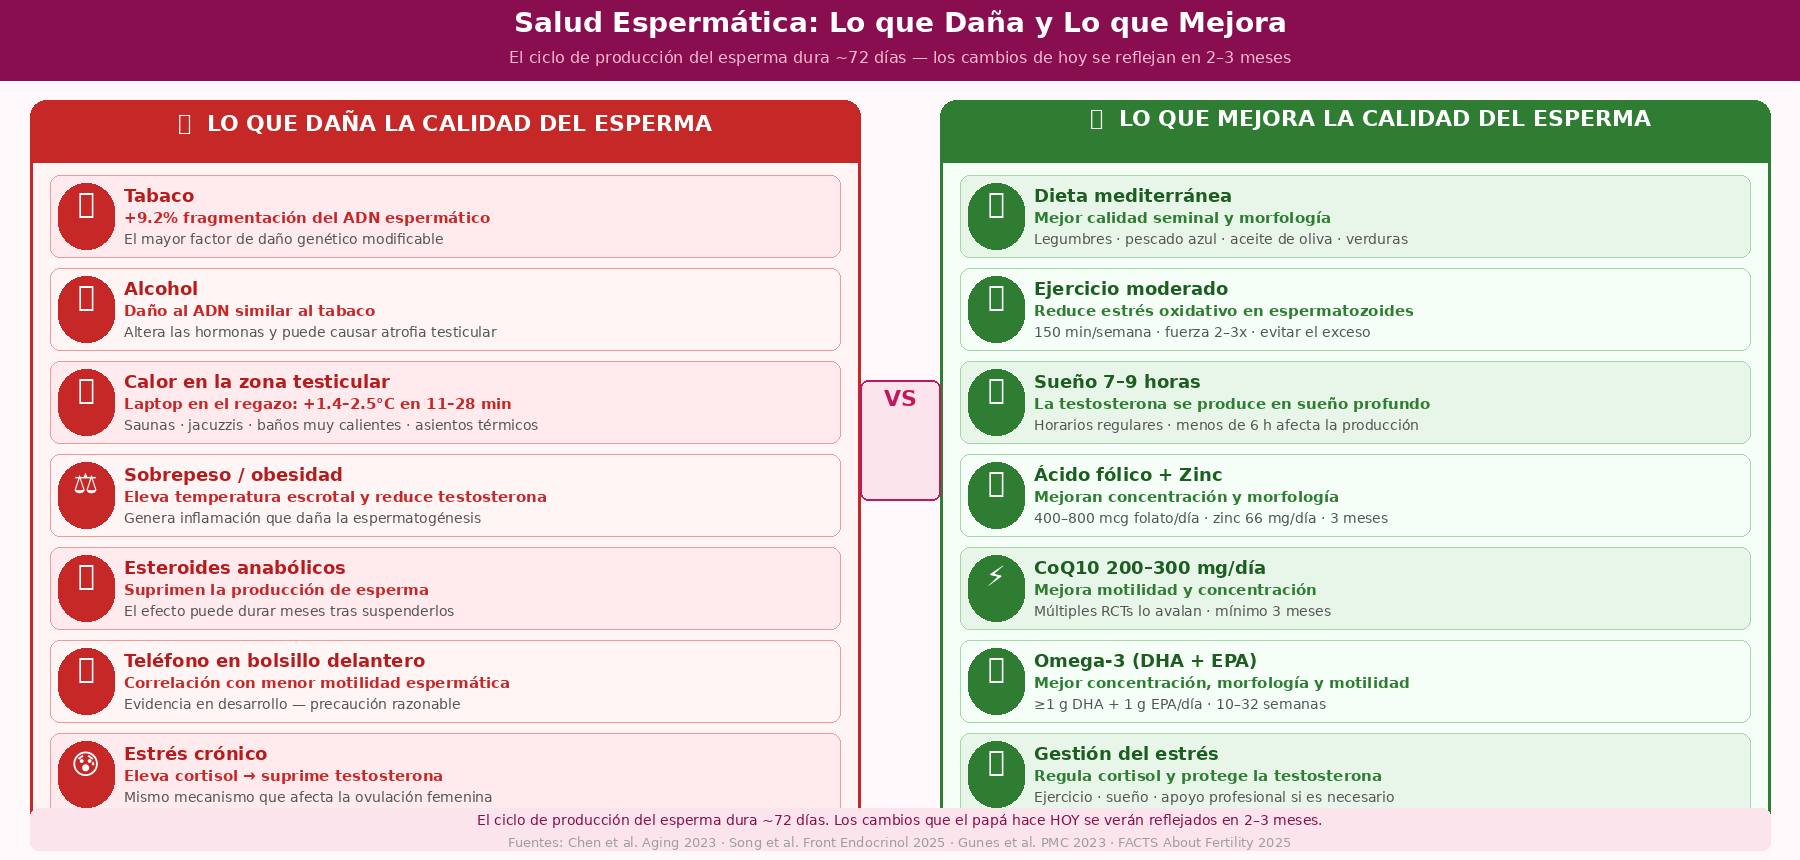 Salud Espermática: Lo que Daña y Lo que Mejora
El ciclo de producción del esperma dura ~72 días — los cambios de hoy se reflejan en 2–3 meses
LO QUE DAÑA LA CALIDAD DEL ESPERMA
Tabaco
+9.2% fragmentación del ADN espermático
El mayor factor de daño genético modificable
Alcohol
Daño al ADN similar al tabaco
Altera las hormonas y puede causar atrofia testicular
Calor en la zona testicular
Laptop en el regazo: +1.4–2.5°C en 11–28 min
Saunas · jacuzzis · baños muy calientes · asientos térmicos
Sobrepeso / obesidad
Eleva temperatura escrotal y reduce testosterona
Genera inflamación que daña la espermatogénesis
Esteroides anabólicos
Suprimen la producción de esperma
El efecto puede durar meses tras suspenderlos
Teléfono en bolsillo delantero
Correlación con menor motilidad espermática
Evidencia en desarrollo — precaución razonable
Estrés crónico
Eleva cortisol → suprime testosterona
Mismo mecanismo que afecta la ovulación femenina
VS
LO QUE MEJORA LA CALIDAD DEL ESPERMA
Dieta mediterránea
Mejor calidad seminal y morfología
Legumbres · pescado azul · aceite de oliva · verduras
Ejercicio moderado
Reduce estrés oxidativo en espermatozoides
150 min/semana · fuerza 2–3x · evitar el exceso
Sueño 7–9 horas
La testosterona se produce en sueño profundo
Horarios regulares · menos de 6 h afecta la producción
Ácido fólico + Zinc
Mejoran concentración y morfología
400–800 mcg folato/día · zinc 66 mg/día · 3 meses
CoQ10 200–300 mg/día
Mejora motilidad y concentración
Múltiples RCTs lo avalan · mínimo 3 meses
Omega-3 (DHA + EPA)
Mejor concentración, morfología y motilidad
≥1 g DHA + 1 g EPA/día · 10–32 semanas
Gestión del estrés
Regula cortisol y protege la testosterona
Ejercicio · sueño · apoyo profesional si es necesario
El ciclo de producción del esperma dura ~72 días. Los cambios que el papá hace HOY se verán reflejados en 2–3 meses.
Fuentes: Chen et al. Aging 2023 · Song et al. Front Endocrinol 2025 · Gunes et al. PMC 2023 · FACTS About Fertility 2025